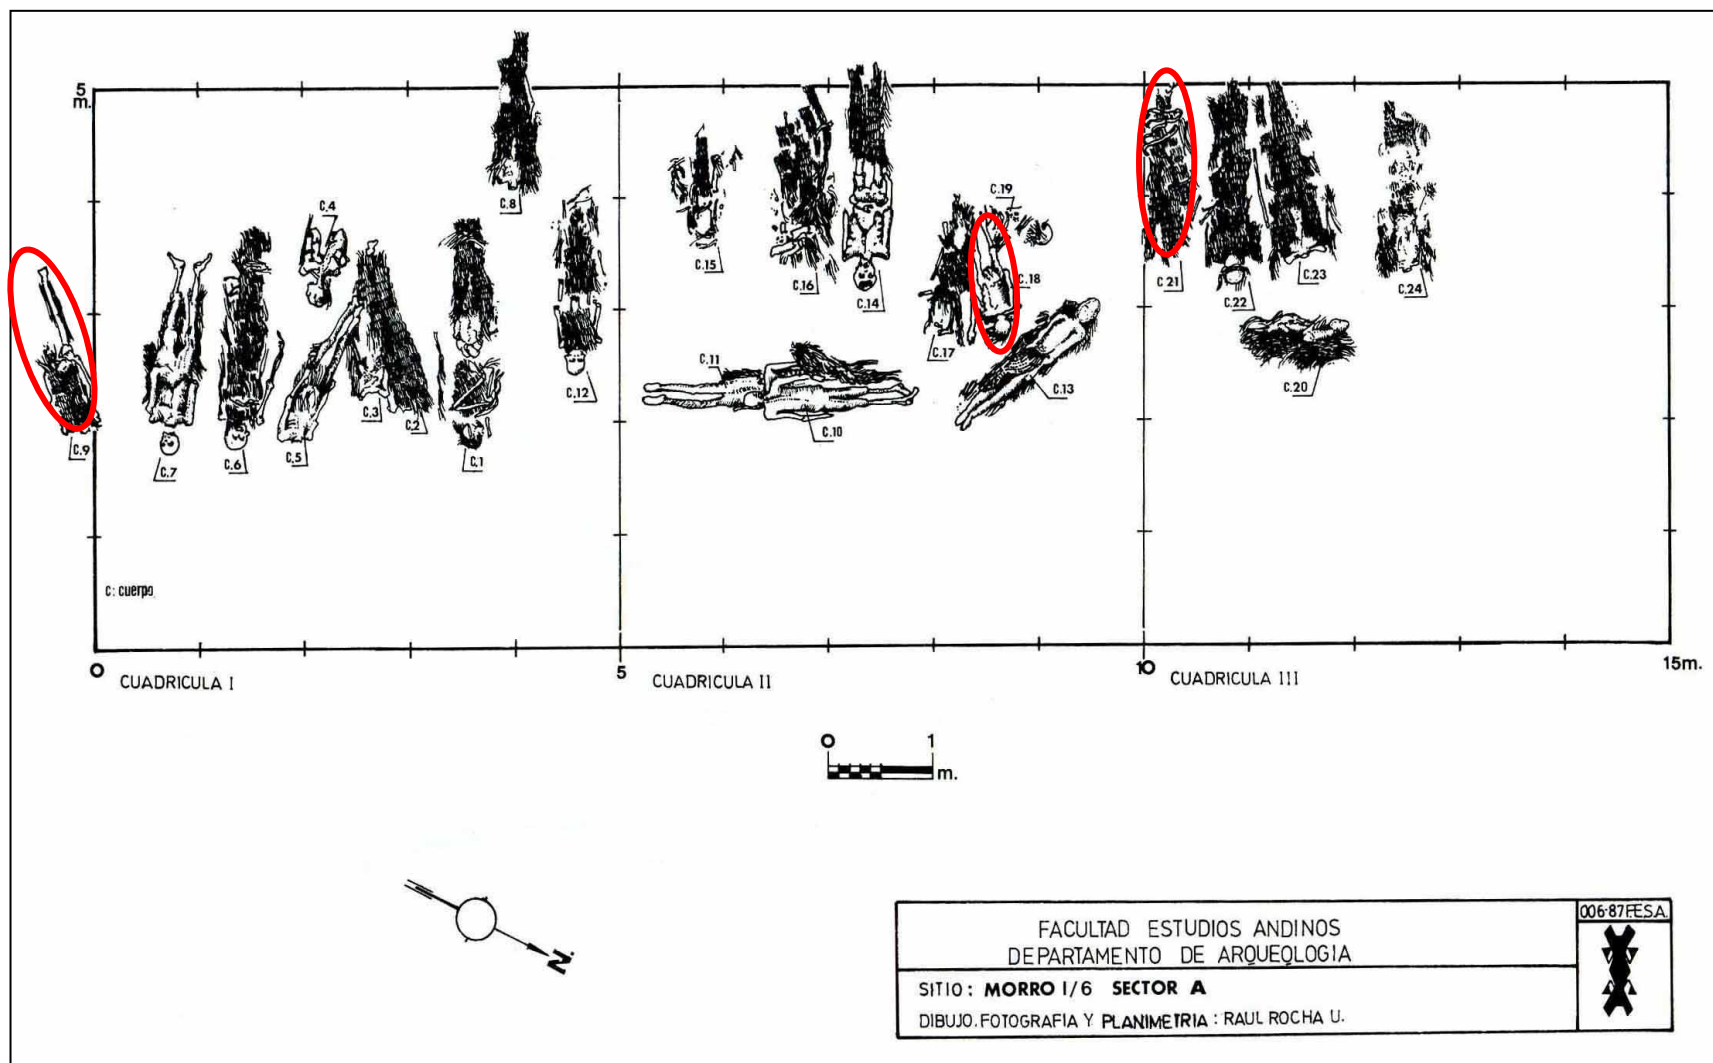 5
m.
C.8
C.4
C.19
C.15
C.16
C.14
C.18
C.21
C.22
C.23
C.24
C.17
C.11
C.12
C.13
C.20
C.9
C.7
C.6
C.5
C.3
C.2
C.1
C.10
C: cuerpo
0
5
10
15m.
CUADRICULA I
CUADRICULA II
CUADRICULA III
0 1
m.
N.
FACULTAD ESTUDIOS ANDINOS
DEPARTAMENTO DE ARQUEOLOGIA
006·87F.E.S.A.
SITIO: MORRO I/6 SECTOR A
DIBUJO.FOTOGRAFIA Y PLANIMETRIA: RAUL ROCHA U.